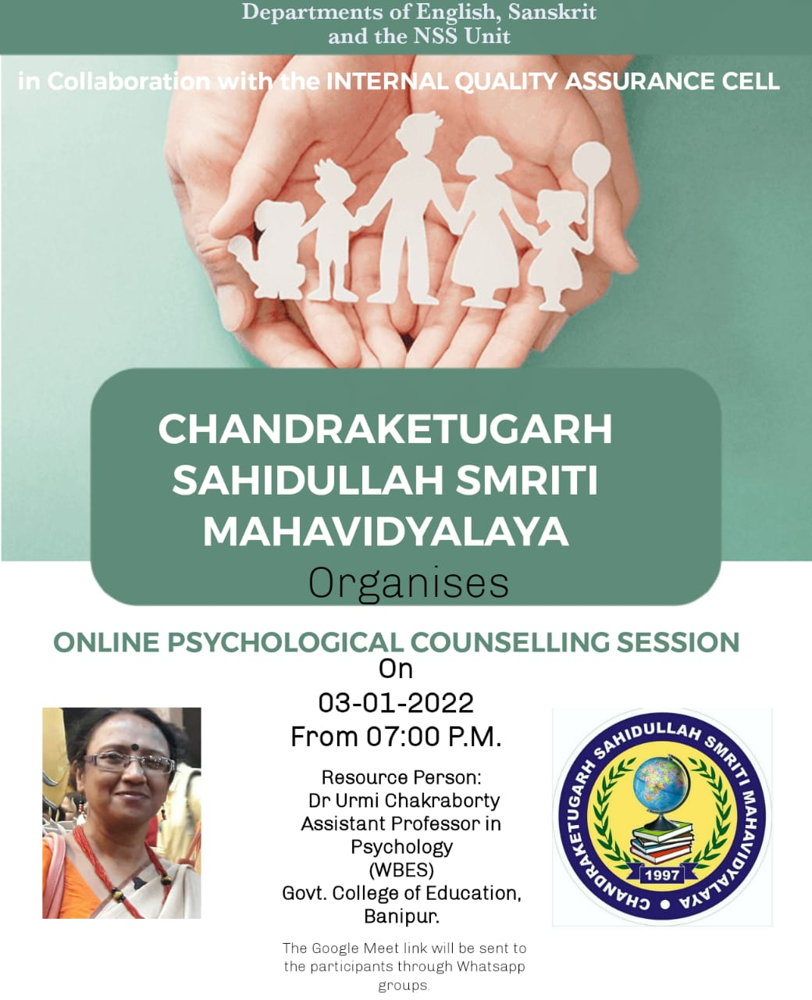 Departments of English, Sanskrit
and the NSS Unit
in Collaboration with the INTERNAL QUALITY ASSURANCE CELL
CHANDRAKETUGARH
SAHIDULLAH SMRITI
MAHAVIDYALAYA
Organises
ONLINE PSYCHOLOGICAL COUNSELLING SESSION
On
03-01-2022
From 07:00 P.M.
Resource Person:
Dr Urmi Chakraborty
Assistant Professor in
Psychology
(WBES)
Govt. College of Education,
Banipur.
The Google Meet link will be sent to
the participants through Whatsapp
groups.
CHANDRAKETUGARH SAHIDULLAH SMRITI MAHAVIDYALAYA
1997